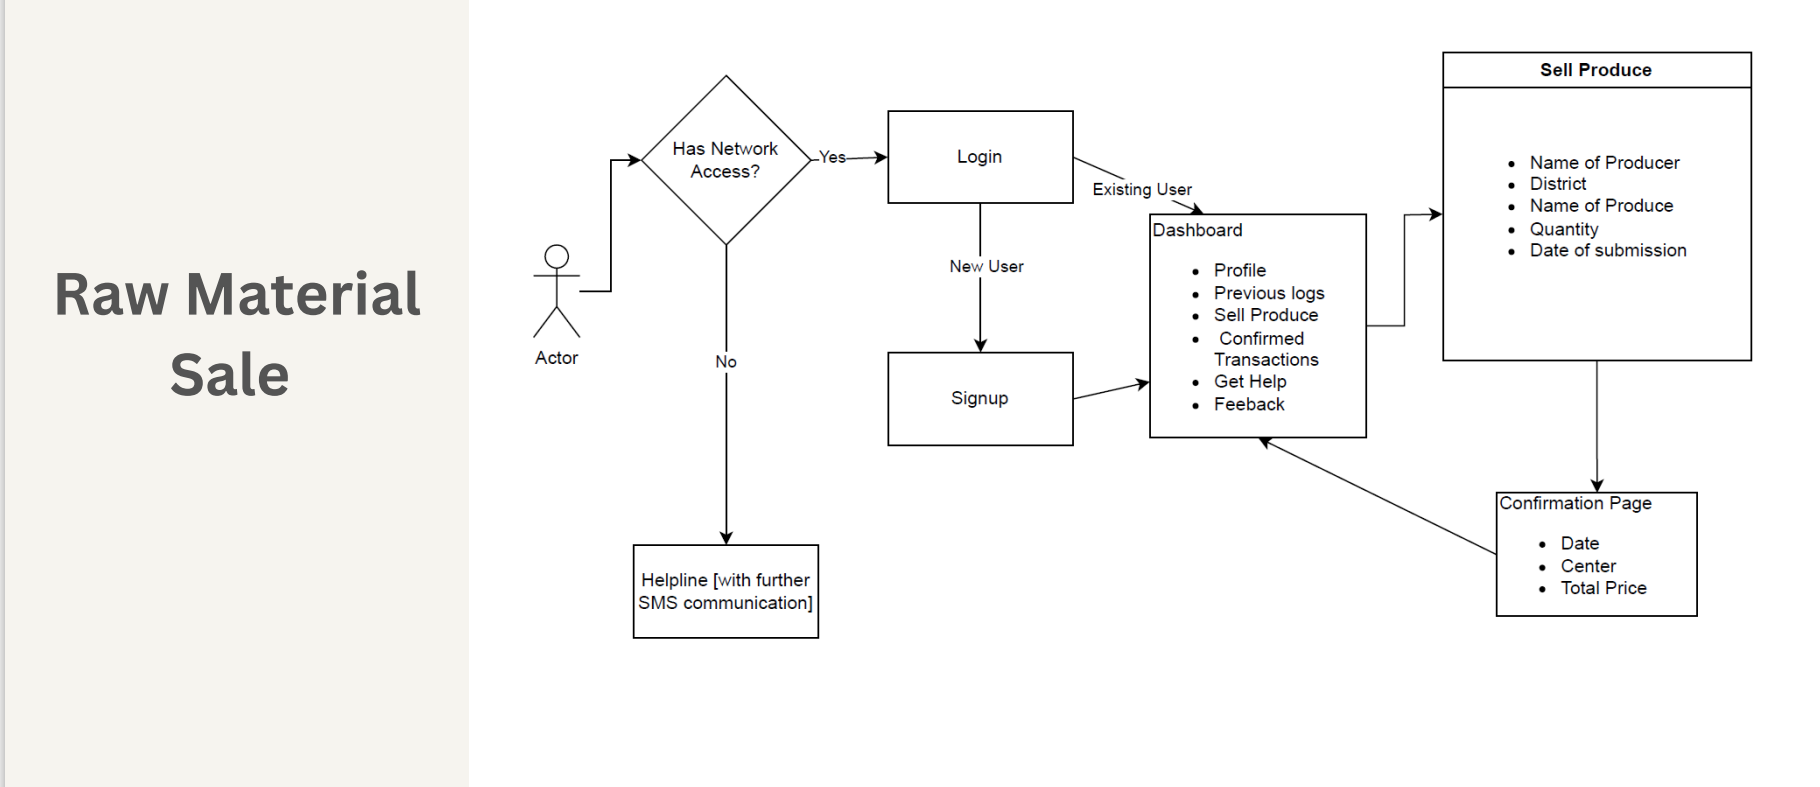 Raw Material
Sale
Actor
Has Network
Access?
Yes
No
Helpline [with further
SMS communication]
Login
Existing User
New User
Signup
Dashboard
• Profile
• Previous logs
• Sell Produce
• Confirmed
Transactions
• Get Help
• Feeback
Sell Produce
• Name of Producer
• District
• Name of Produce
• Quantity
• Date of submission
Confirmation Page
• Date
• Center
• Total Price